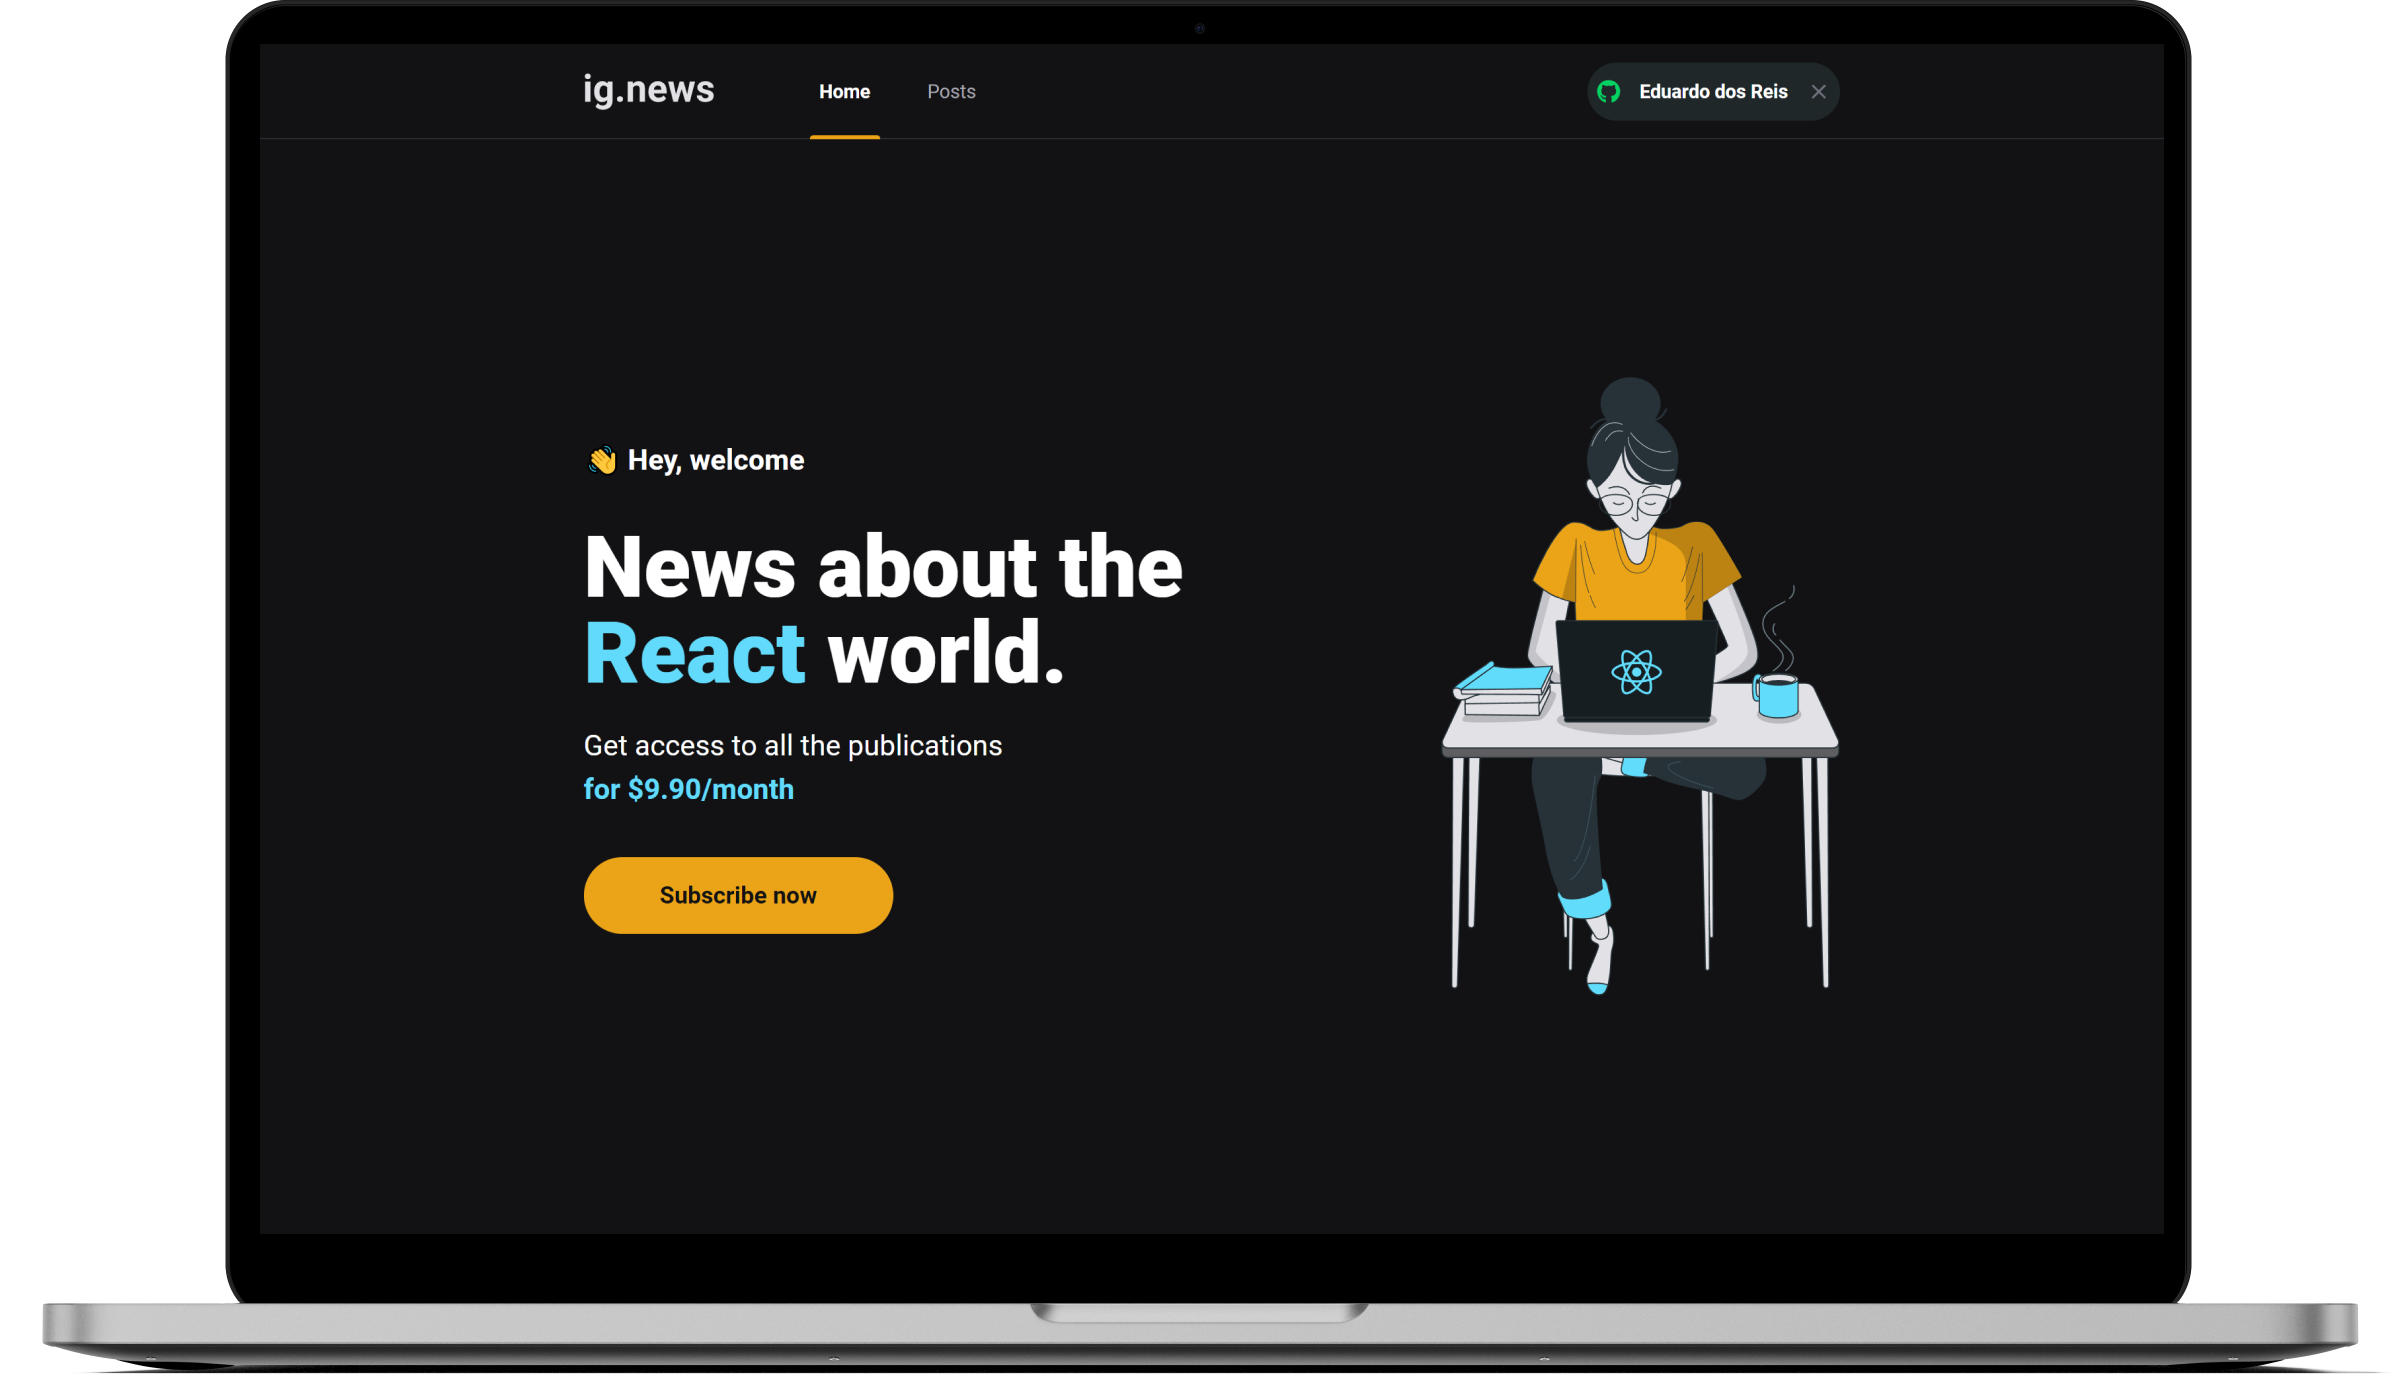 ig.news
Home
Posts
Eduardo dos Reis
👋 Hey, welcome
News about the
React world.
Get access to all the publications
for $9.90/month
Subscribe now